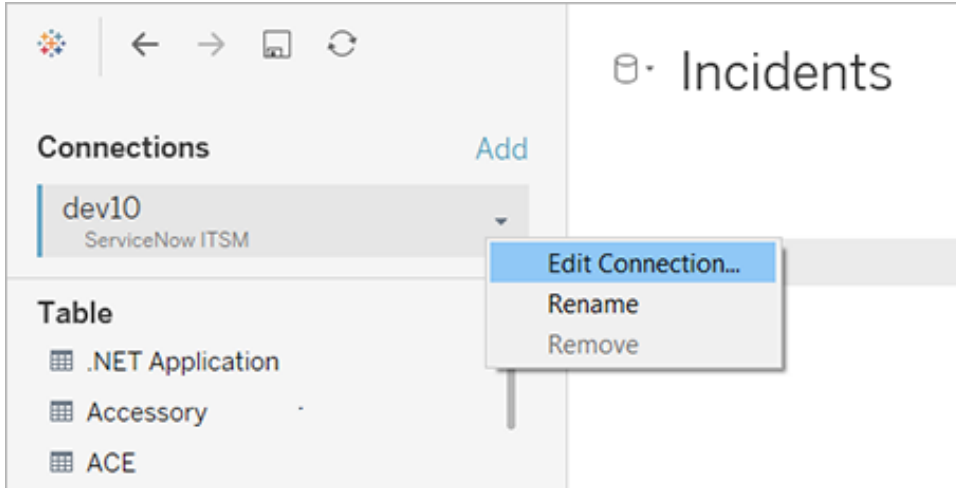 Incidents
Connections Add
dev10
ServiceNow ITSM
Edit Connection...
Rename
Remove
Table
.NET Application
Accessory
ACE